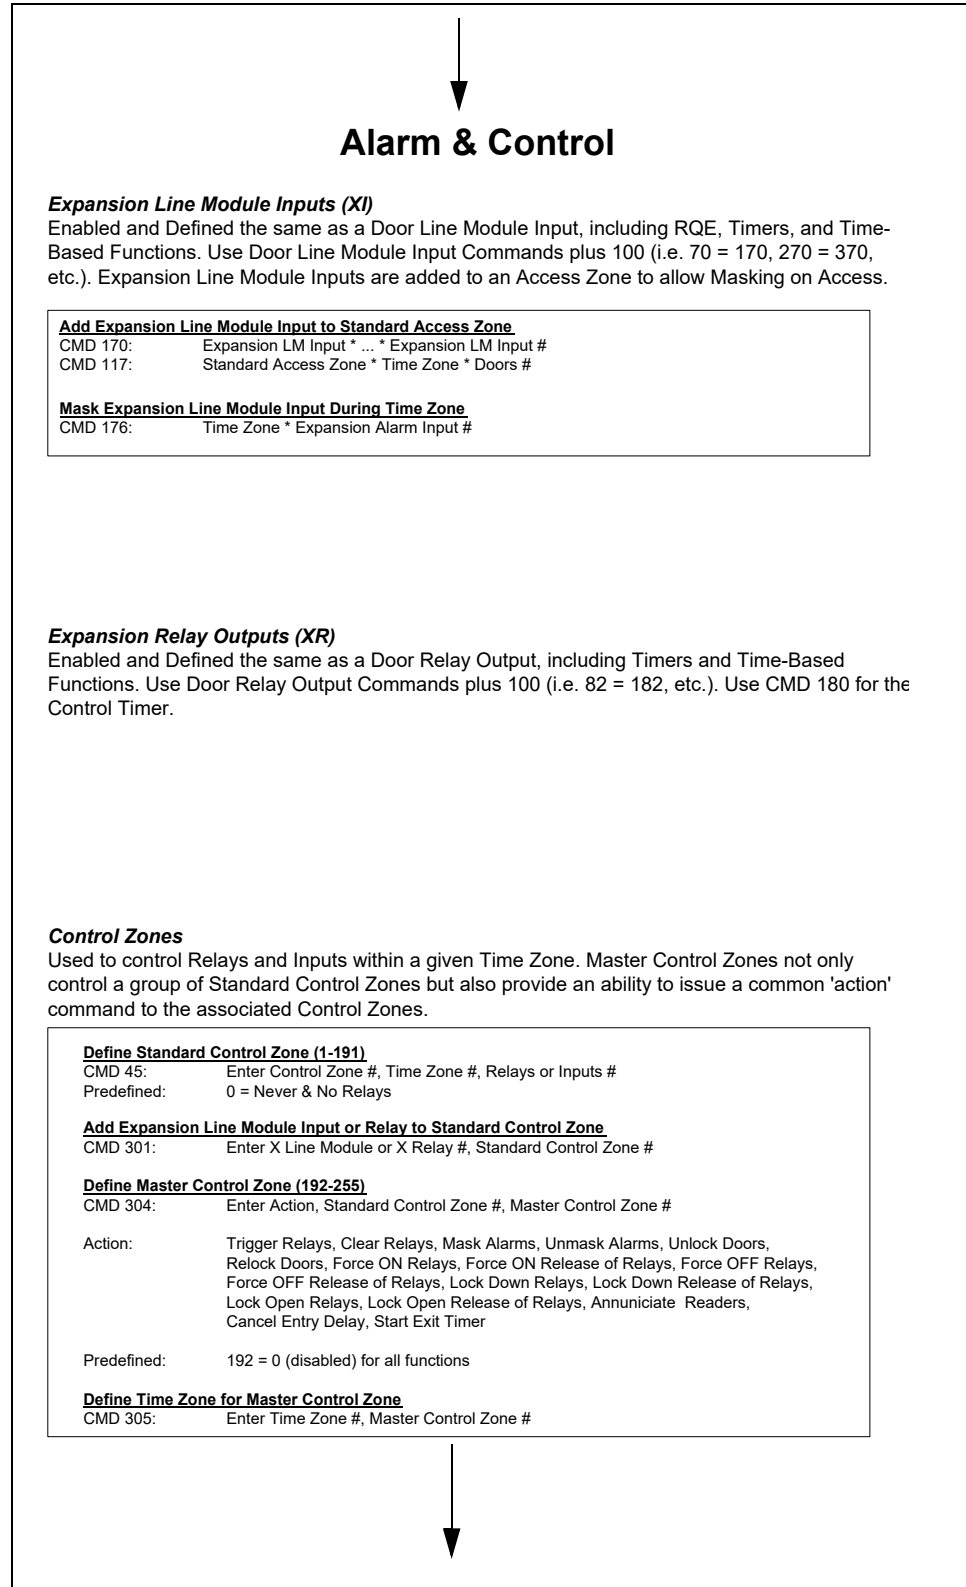 Alarm & Control
Expansion Line Module Inputs (XI)
Enabled and Defined the same as a Door Line Module Input, including RQE, Timers, and Time-
Based Functions. Use Door Line Module Input Commands plus 100 (i.e. 70 = 170, 270 = 370,
etc.). Expansion Line Module Inputs are added to an Access Zone to allow Masking on Access.
Add Expansion Line Module Input to Standard Access Zone
CMD 170: Expansion LM Input * ... * Expansion LM Input #
CMD 117: Standard Access Zone * Time Zone * Doors #
Mask Expansion Line Module Input During Time Zone
CMD 176: Time Zone * Expansion Alarm Input #
Expansion Relay Outputs (XR)
Enabled and Defined the same as a Door Relay Output, including Timers and Time-Based
Functions. Use Door Relay Output Commands plus 100 (i.e. 82 = 182, etc.). Use CMD 180 for the
Control Timer.
Control Zones
Used to control Relays and Inputs within a given Time Zone. Master Control Zones not only
control a group of Standard Control Zones but also provide an ability to issue a common 'action'
command to the associated Control Zones.
Define Standard Control Zone (1-191)
CMD 45: Enter Control Zone #, Time Zone #, Relays or Inputs #
Predefined: 0 = Never & No Relays
Add Expansion Line Module Input or Relay to Standard Control Zone
CMD 301: Enter X Line Module or X Relay #, Standard Control Zone #
Define Master Control Zone (192-255)
CMD 304: Enter Action, Standard Control Zone #, Master Control Zone #
Action: Trigger Relays, Clear Relays, Mask Alarms, Unmask Alarms, Unlock Doors,
Relock Doors, Force ON Relays, Force ON Release of Relays, Force OFF Relays,
Force OFF Release of Relays, Lock Down Relays, Lock Down Release of Relays,
Lock Open Relays, Lock Open Release of Relays, Annuniciate Readers,
Cancel Entry Delay, Start Exit Timer
Predefined: 192 = 0 (disabled) for all functions
Define Time Zone for Master Control Zone
CMD 305: Enter Time Zone #, Master Control Zone #